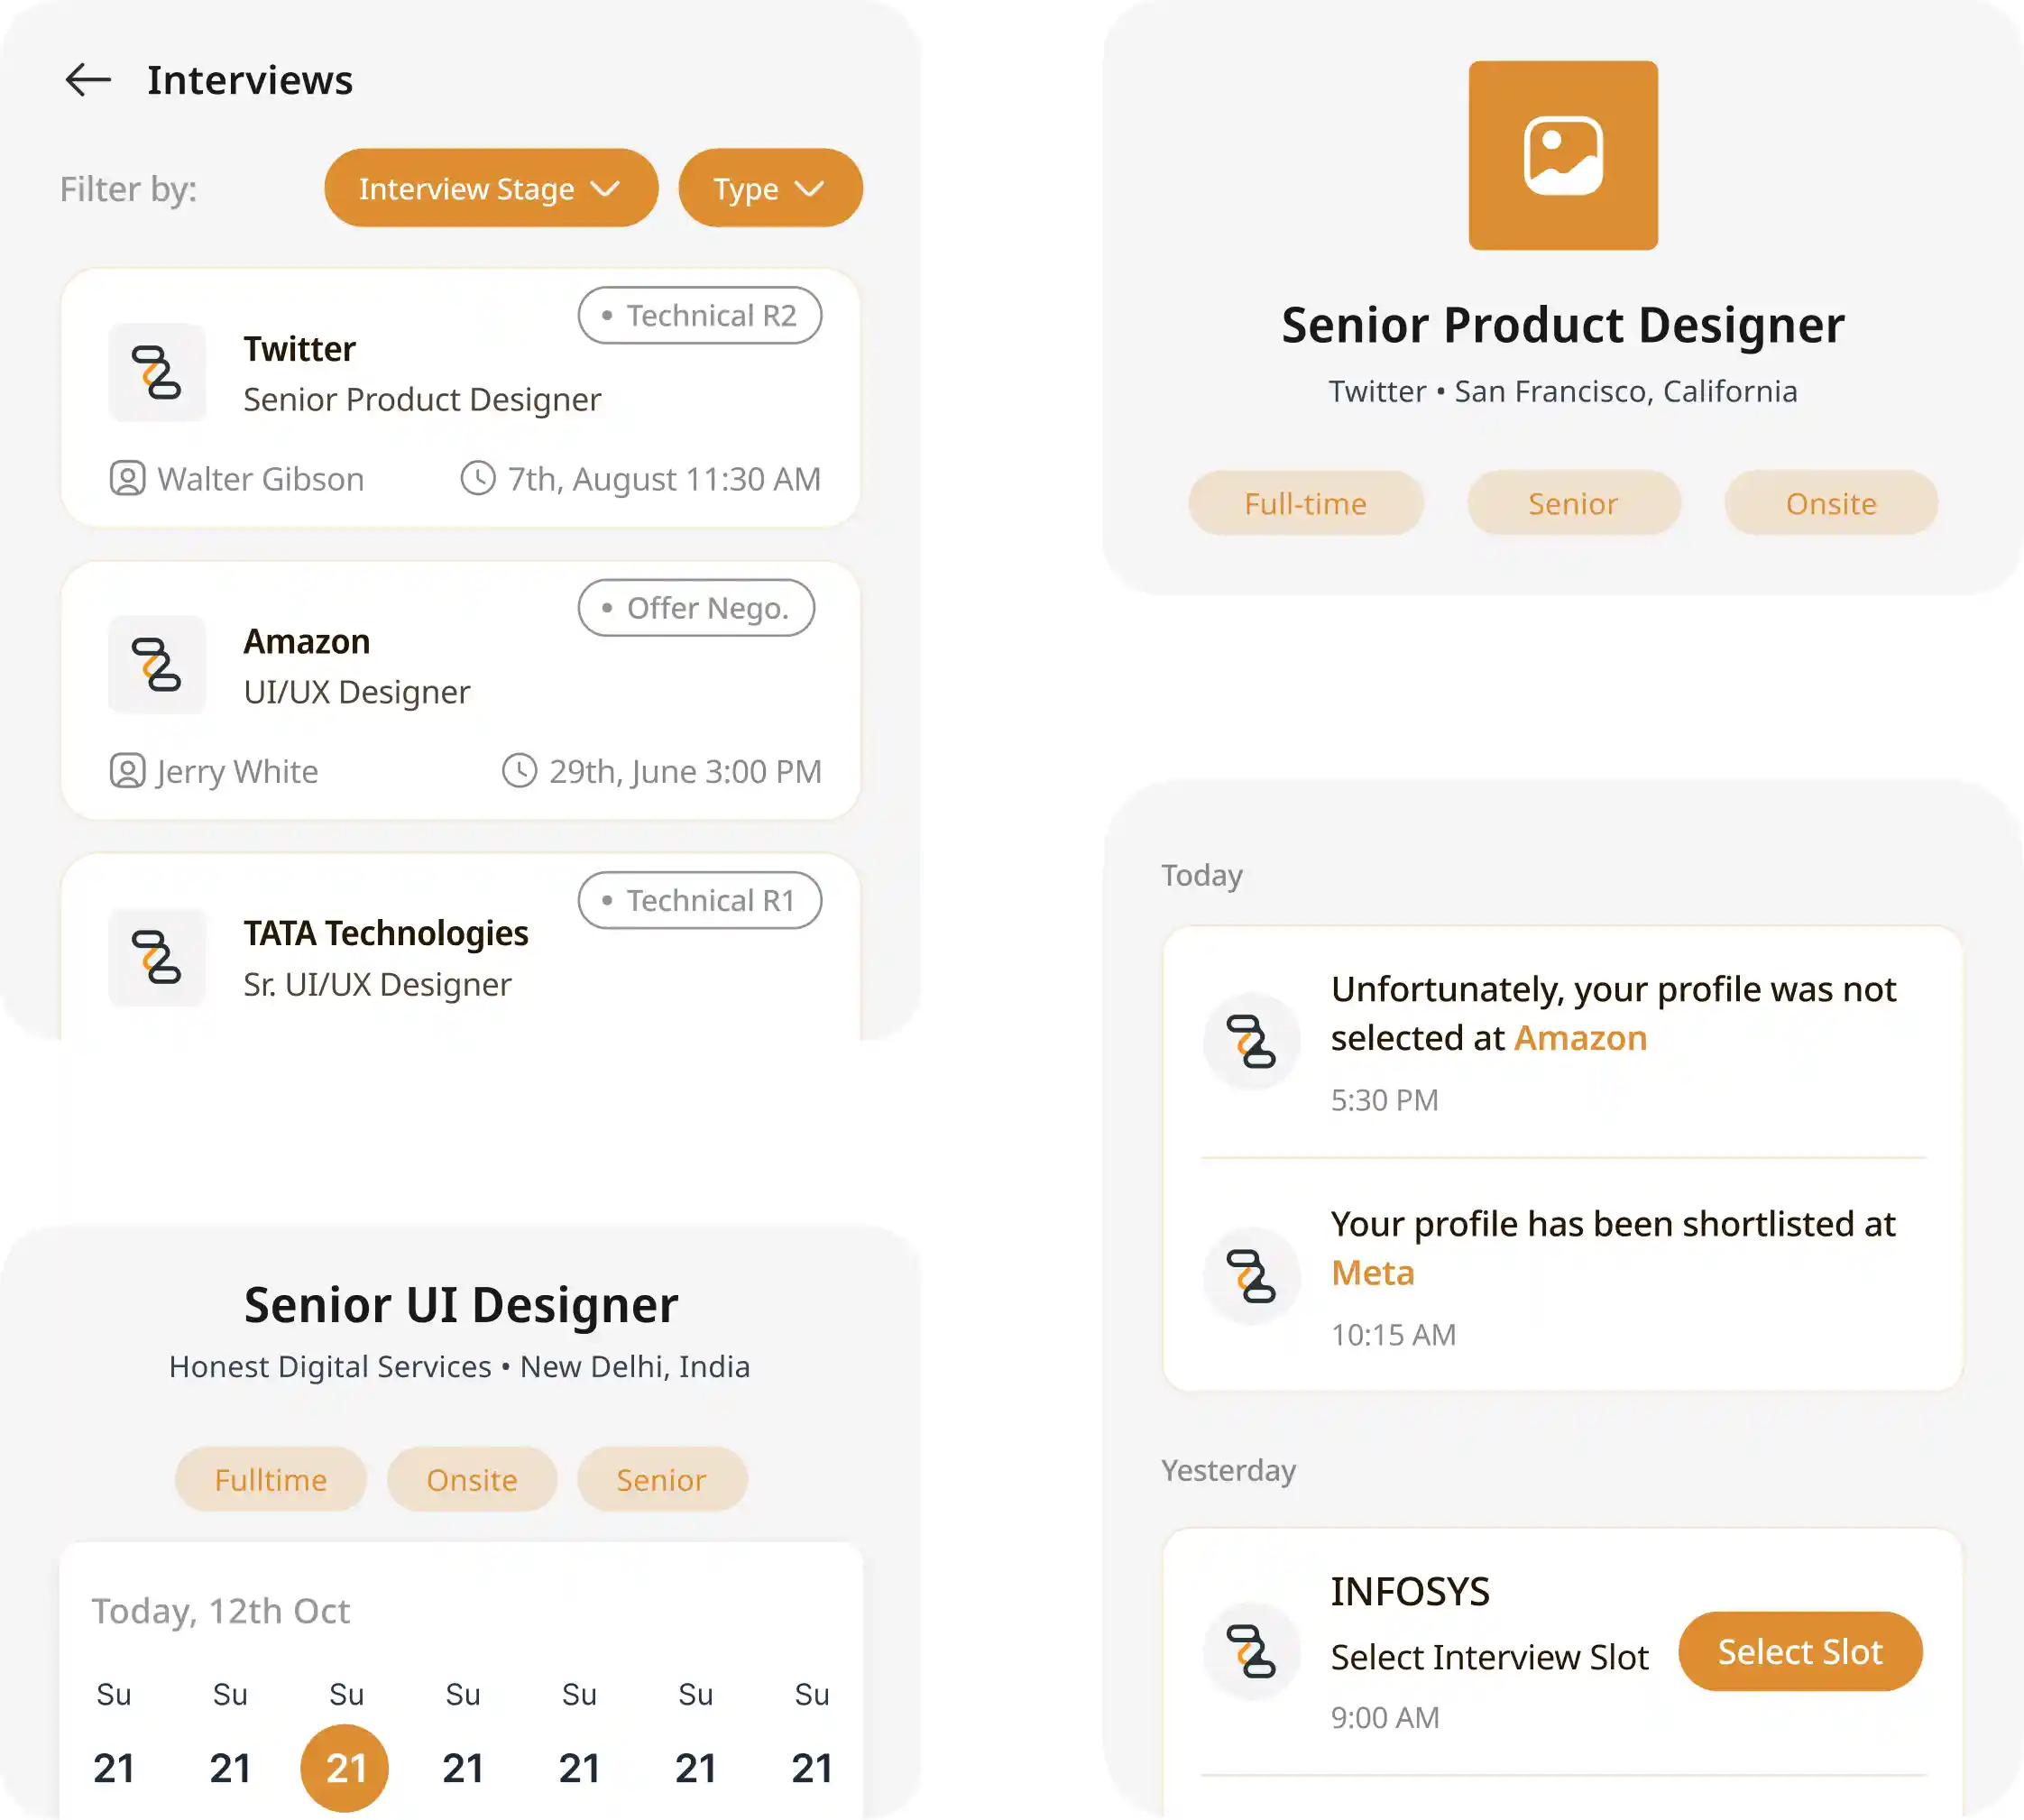 Interviews
Filter by:
Interview Stage
Type
Technical R2
Twitter
Senior Product Designer
Walter Gibson
7th, August 11:30 AM
Offer Nego.
Amazon
UI/UX Designer
Jerry White
29th, June 3:00 PM
Technical R1
TATA Technologies
Sr. UI/UX Designer
Senior UI Designer
Honest Digital Services • New Delhi, India
Fulltime
Onsite
Senior
Today, 12th Oct
Su Su Su Su Su Su Su
21 21 21 21 21 21 21
Senior Product Designer
Twitter • San Francisco, California
Full-time
Senior
Onsite
Today
Unfortunately, your profile was not
selected at Amazon
5:30 PM
Your profile has been shortlisted at
Meta
10:15 AM
Yesterday
INFOSYS
Select Interview Slot
9:00 AM
Select Slot